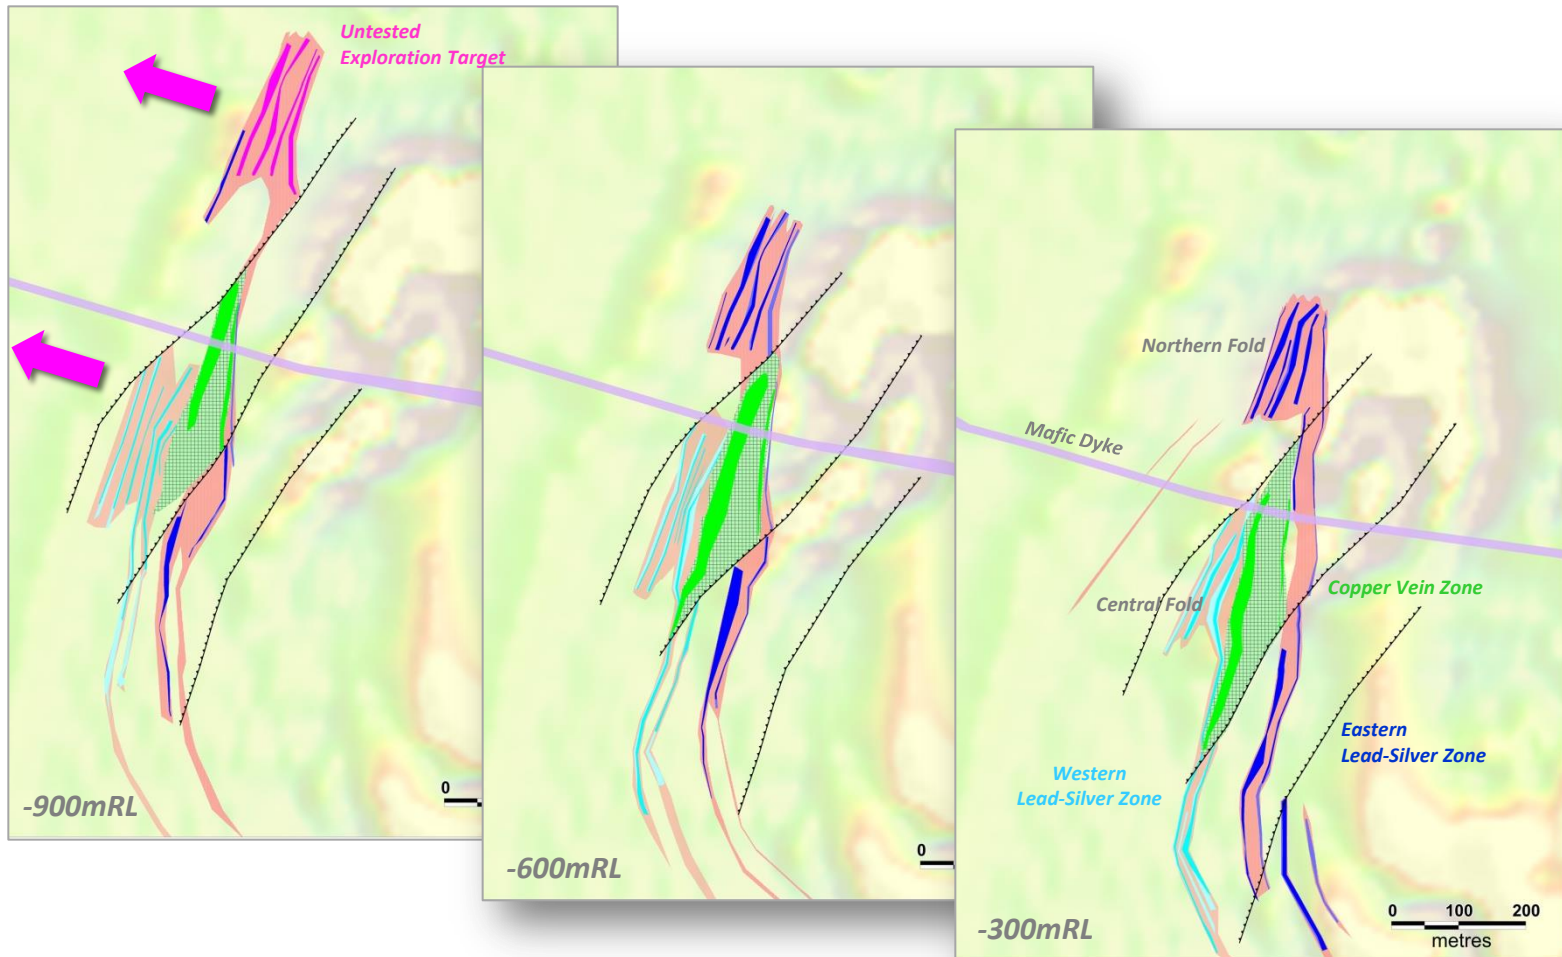 Untested
Exploration Target
-900mRL
0
-600mRL
0
Northern Fold
Mafic Dyke
Central Fold
Copper Vein Zone
Eastern
Lead-Silver Zone
Western
Lead-Silver Zone
-300mRL
0 100 200
metres